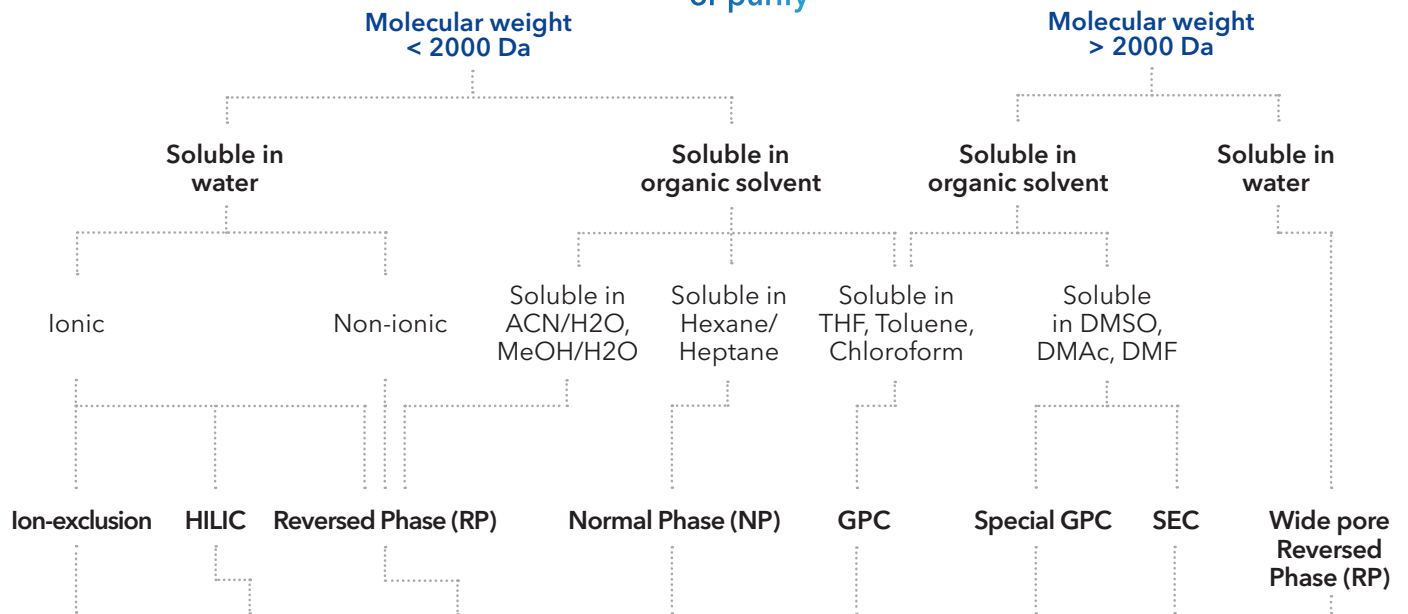 or purify
Molecular weight
< 2000 Da
Molecular weight
> 2000 Da
Soluble in
water
Soluble in
organic solvent
Soluble in
organic solvent
Soluble in
water
Ionic
Non-ionic
Soluble in
ACN/H2O,
MeOH/H2O
Soluble in
Hexane/
Heptane
Soluble in
THF, Toluene,
Chloroform
Soluble
in DMSO,
DMAc, DMF
Ion-exclusion
HILIC
Reversed Phase (RP)
Normal Phase (NP)
GPC
Special GPC
SEC
Wide pore
Reversed
Phase (RP)